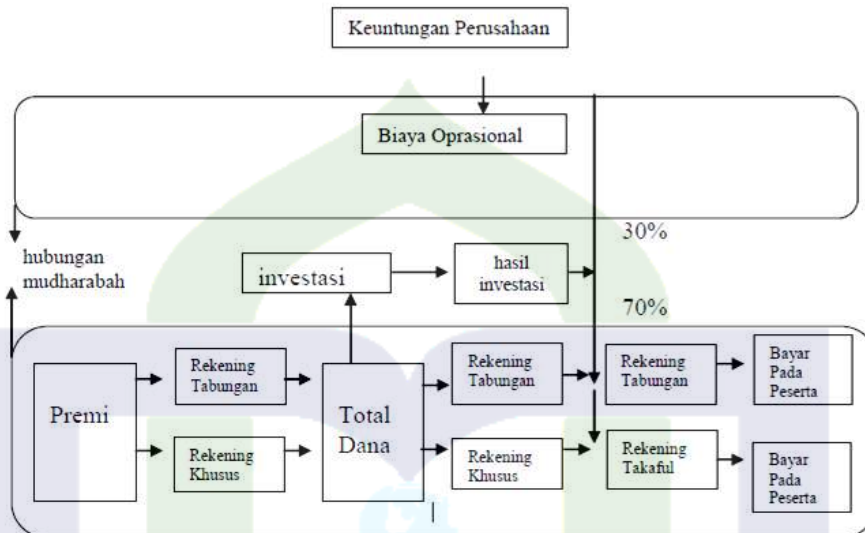 Keuntungan Perusahaan
Biaya Oprasional
30%
hubungan
mudharabah
investasi
hasil
investasi
70%
Premi
Rekening
Tabungan
Rekening
Khusus
Total
Dana
Rekening
Tabungan
Rekening
Khusus
Rekening
Tabungan
Rekening
Takaful
Bayar
Pada
Peserta
Bayar
Pada
Peserta